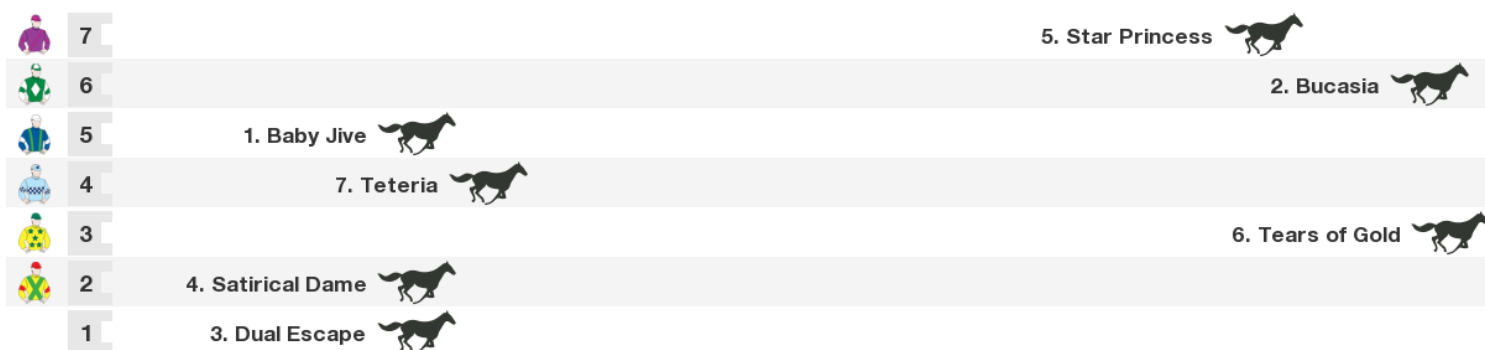 7 5. Star Princess
6 2. Bucasia
5 1. Baby Jive
4 7. Teteria
3 6. Tears of Gold
2 4. Satirical Dame
1 3. Dual Escape